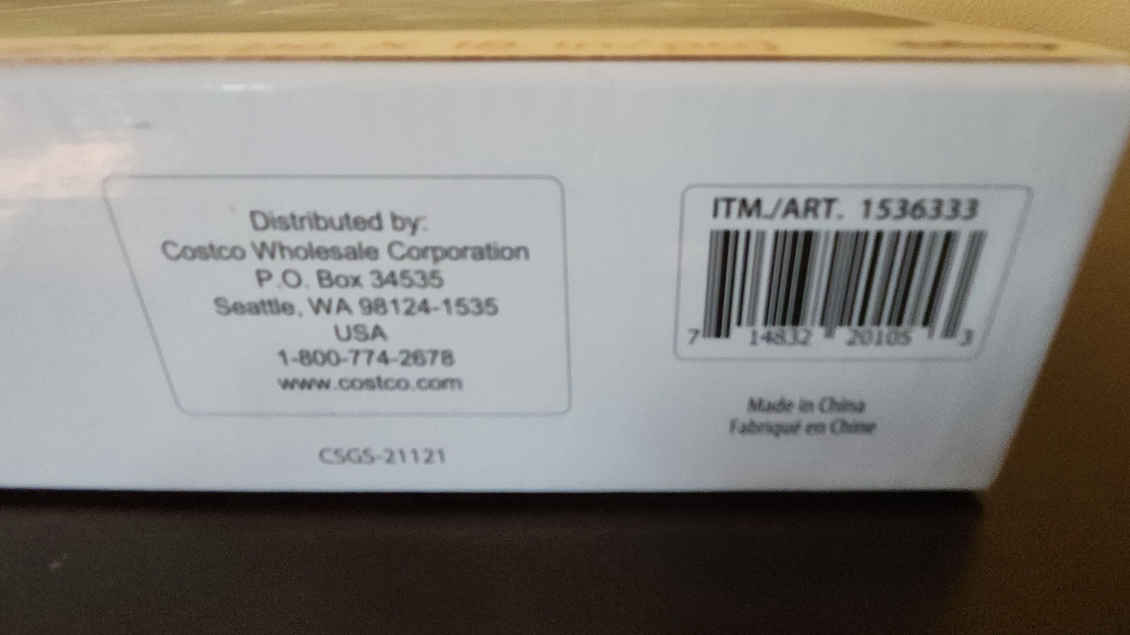 Distributed by:
Costco Wholesale Corporation
P.O. Box 34535
Seattle, WA 98124-1535
USA
1-800-774-2678
www.costco.com
CSGS-21121
ITM./ART. 1536333
7 14832 20105 3
Made in China
Fabriqué en Chine